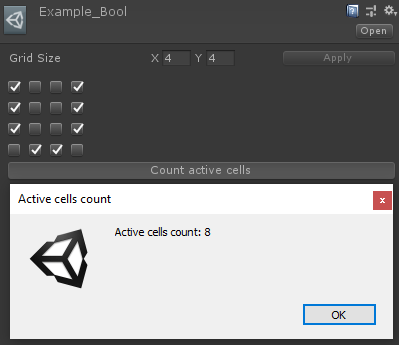 Example_Bool
Open
Grid Size X 4 Y 4 Apply
Count active cells
Active cells count
x
Active cells count: 8
OK